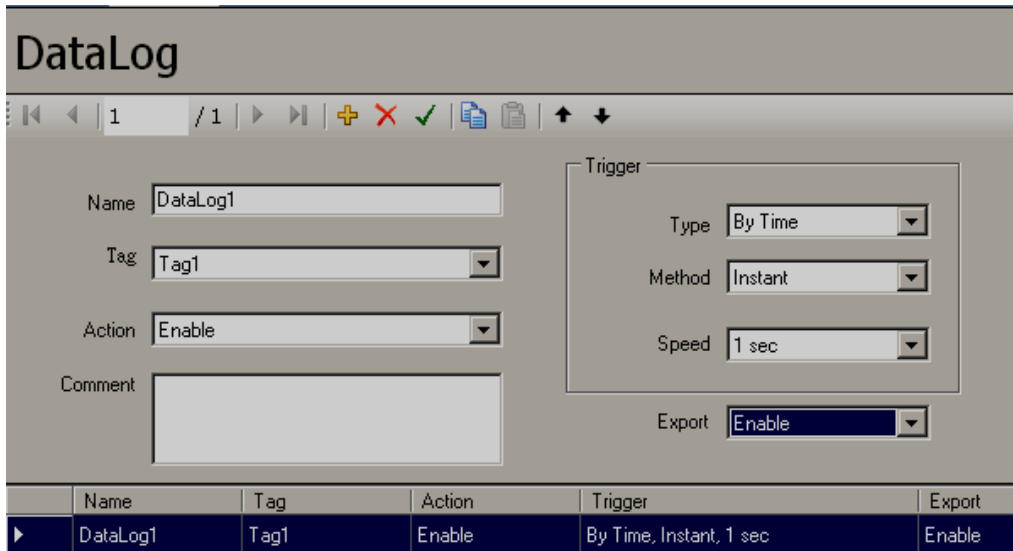 DataLog
1 / 1
Trigger
Name DataLog1
Type By Time
Tag Tag1
Method Instant
Action Enable
Speed 1 sec
Comment
Export Enable
Name Tag Action Trigger Export
DataLog1 Tag1 Enable By Time, Instant, 1 sec Enable